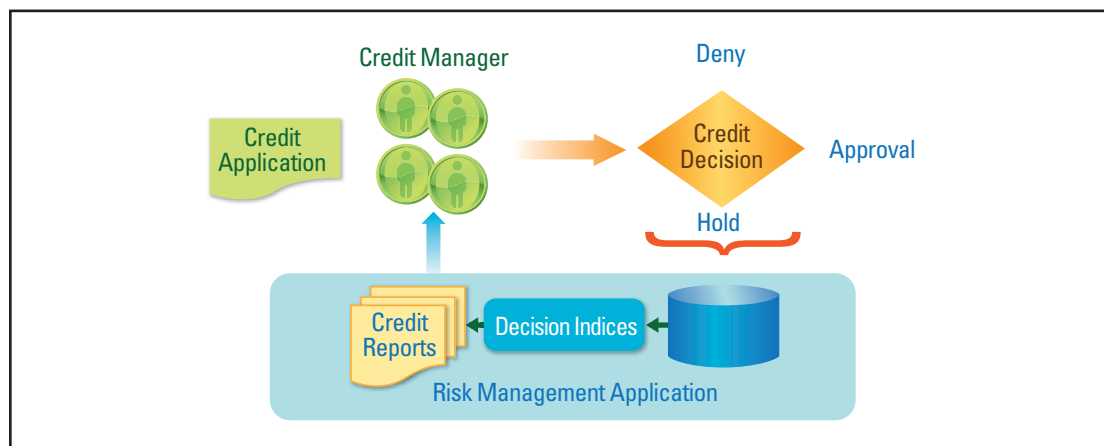 Credit Manager
Deny
Credit
Application
Credit
Decision
Approval
Hold
Credit
Reports
Decision Indices
Risk Management Application